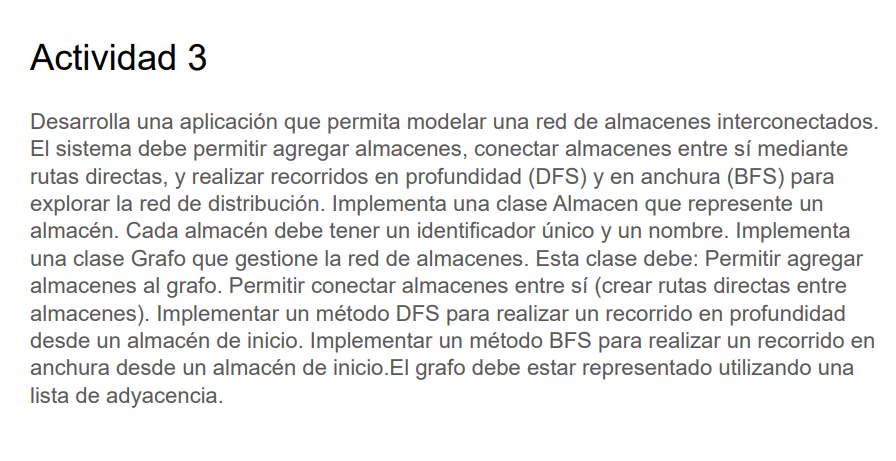 Actividad 3
Desarrolla una aplicación que permita modelar una red de almacenes interconectados.
El sistema debe permitir agregar almacenes, conectar almacenes entre sí mediante
rutas directas, y realizar recorridos en profundidad (DFS) y en anchura (BFS) para
explorar la red de distribución. Implementa una clase Almacen que represente un
almacén. Cada almacén debe tener un identificador único y un nombre. Implementa
una clase Grafo que gestione la red de almacenes. Esta clase debe: Permitir agregar
almacenes al grafo. Permitir conectar almacenes entre sí (crear rutas directas entre
almacenes). Implementar un método DFS para realizar un recorrido en profundidad
desde un almacén de inicio. Implementar un método BFS para realizar un recorrido en
anchura desde un almacén de inicio.El grafo debe estar representado utilizando una
lista de adyacencia.